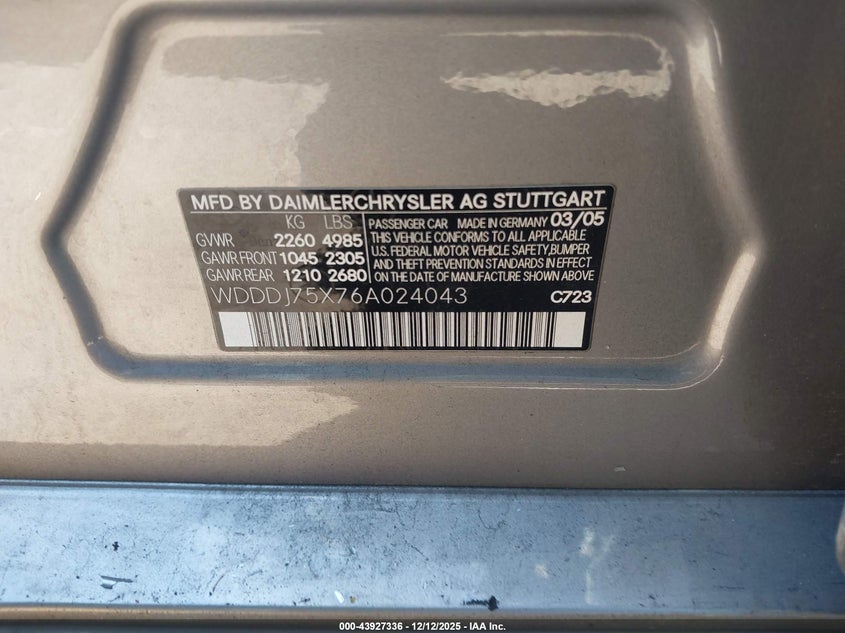 MFD BY DAIMLERCHRYSLER AG STUTTGART
KG LBS
GVWR 2260 4985
GAWR FRONT 1045 2305
GAWR REAR 1210 2680
PASSENGER CAR MADE IN GERMANY 03/05
THIS VEHICLE CONFORMS TO ALL APPLICABLE
U.S. FEDERAL MOTOR VEHICLE SAFETY, BUMPER
AND THEFT PREVENTION STANDARDS IN EFFECT
ON THE DATE OF MANUFACTURE SHOWN ABOVE
WDDDJ75X76A024043 C723
000-43927336 - 12/12/2025 - IAA Inc.